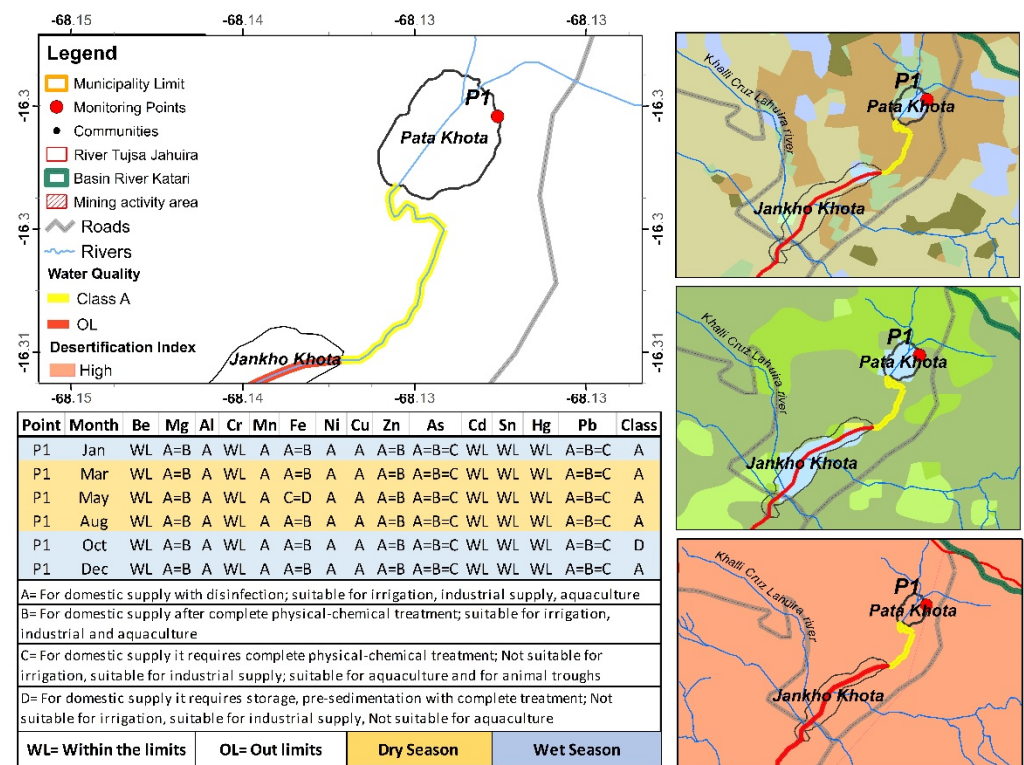 -68.15
-68.14
-68.13
-68.13
Legend
Municipality Limit
Monitoring Points
Communities
River Tujsa Jahuira
Basin River Katari
Mining activity area
Roads
Rivers
Water Quality
Class A
OL
Desertification Index
High
-16.3
-16.3
-16.31
P1
Pata Khota
Jankho Khota
-16.3
-16.3
-16.31
-68.15
-68.14
-68.13
-68.13
Point Month Be Mg Al Cr Mn Fe Ni Cu Zn As Cd Sn Hg Pb Class
P1 Jan WL A=B A WL A A=B A A A=B A=B=C WL WL WL A=B=C A
P1 Mar WL A=B A WL A A=B A A A=B A=B=C WL WL WL A=B=C A
P1 May WL A=B A WL A C=D A A A=B A=B=C WL WL WL A=B=C A
P1 Aug WL A=B A WL A A=B A A A=B A=B=C WL WL WL A=B=C A
P1 Oct WL A=B A WL A A=B A A A=B A=B=C WL WL WL A=B=C D
P1 Dec WL A=B A WL A A=B A A A=B A=B=C WL WL WL A=B=C A
A= For domestic supply with disinfection; suitable for irrigation, industrial supply, aquaculture
B= For domestic supply after complete physical-chemical treatment; suitable for irrigation,
industrial and aquaculture
C= For domestic supply it requires complete physical-chemical treatment; Not suitable for
irrigation, suitable for industrial supply; suitable for aquaculture and for animal troughs
D= For domestic supply it requires storage, pre-sedimentation with complete treatment; Not
suitable for irrigation, suitable for industrial supply, Not suitable for aquaculture
WL= Within the limits OL= Out limits Dry Season Wet Season
Khalli Cruz Lahuira river
P1
Pata Khota
Jankho Khota
Khalli Cruz Lahuira river
P1
Pata Khota
Jankho Khota
Khalli Cruz Lahuira river
P1
Pata Khota
Jankho Khota